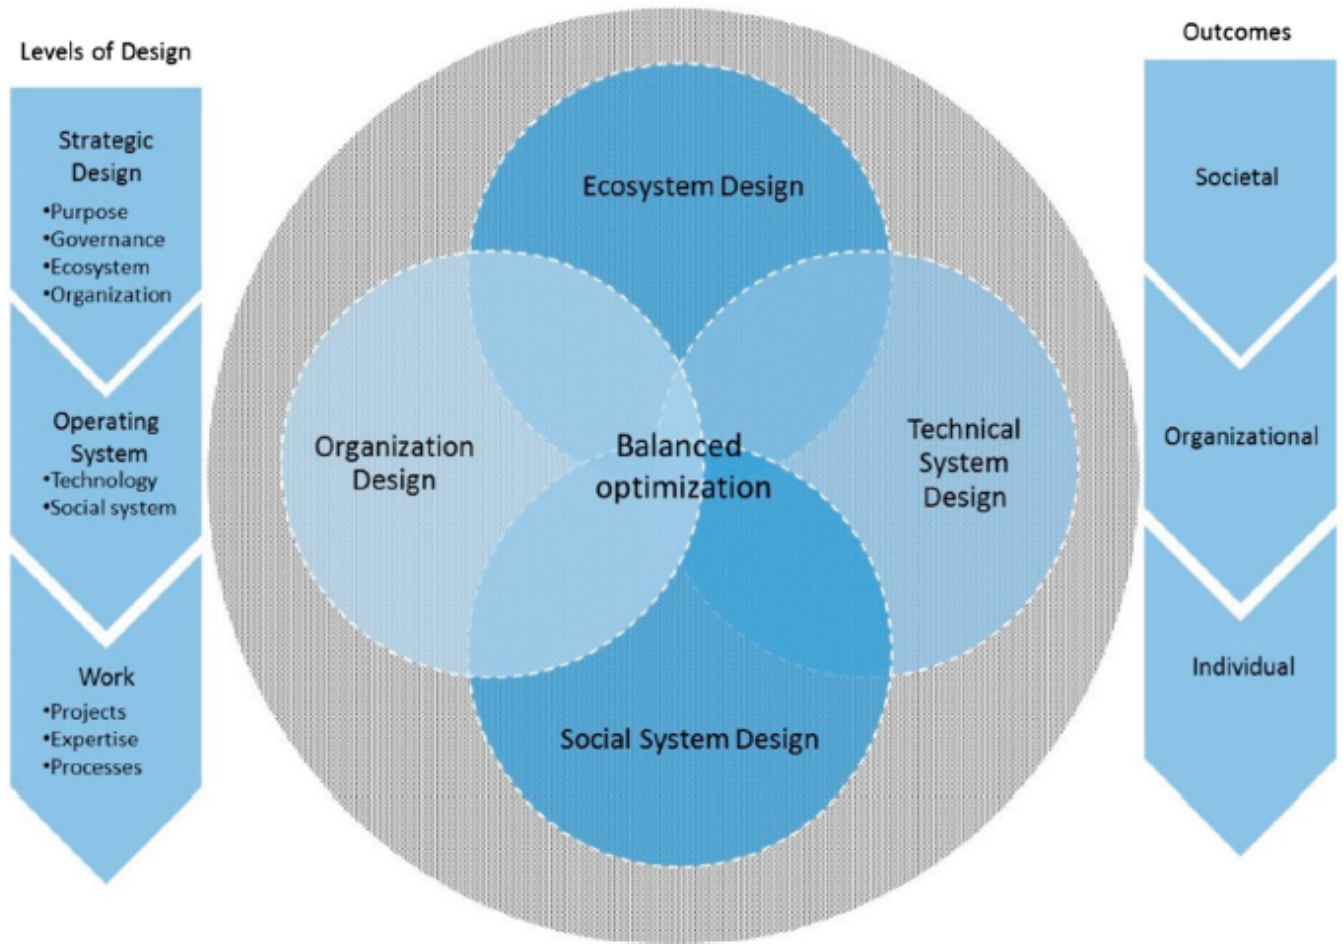 Levels of Design
Strategic
Design
•Purpose
•Governance
•Ecosystem
•Organization
Operating
System
•Technology
•Social system
Work
•Projects
•Expertise
•Processes
Ecosystem Design
Organization
Design
Balanced
optimization
Technical
System
Design
Social System Design
Outcomes
Societal
Organizational
Individual